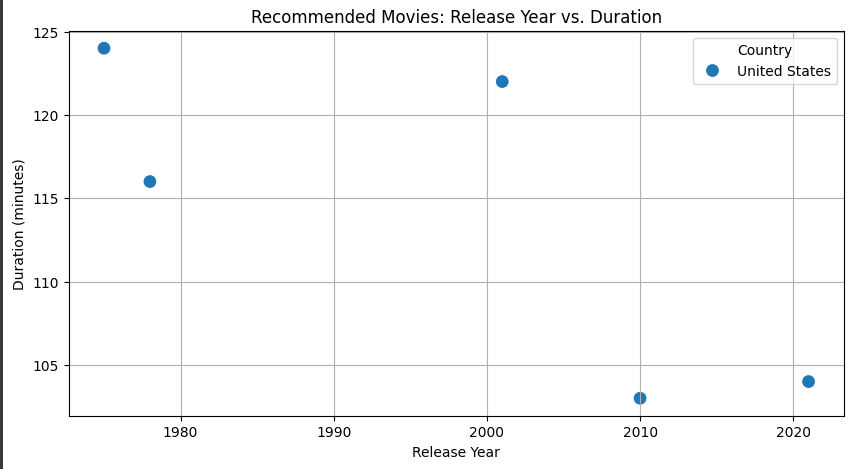 Recommended Movies: Release Year vs. Duration
Country
United States
Duration (minutes)
125
120
115
110
105
1980
1990
2000
2010
2020
Release Year